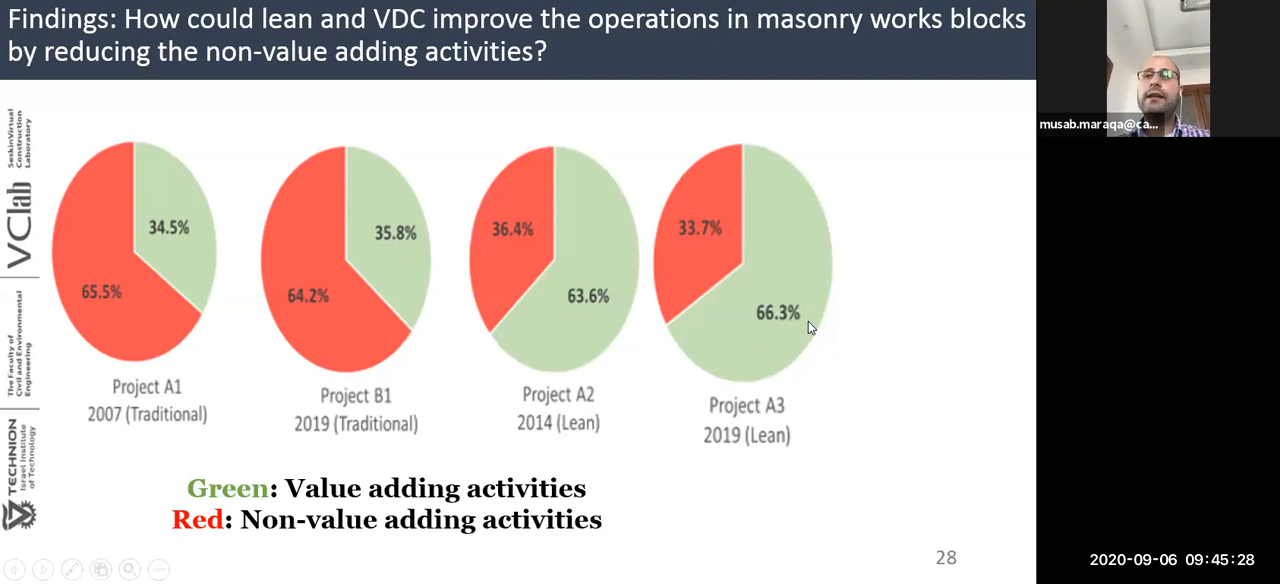 Findings: How could lean and VDC improve the operations in masonry works blocks
by reducing the non-value adding activities?
musab.maraqa@ca...
VClab
Seskin Virtual
Construction
Laboratory
The Faculty of
Civil and Environmental
Engineering
TECHNION
Israel Institute
of Technology
34.5%
65.5%
Project A1
2007 (Traditional)
35.8%
64.2%
Project B1
2019 (Traditional)
36.4%
63.6%
Project A2
2014 (Lean)
33.7%
66.3%
Project A3
2019 (Lean)
Green: Value adding activities
Red: Non-value adding activities
28
2020-09-06 09:45:28